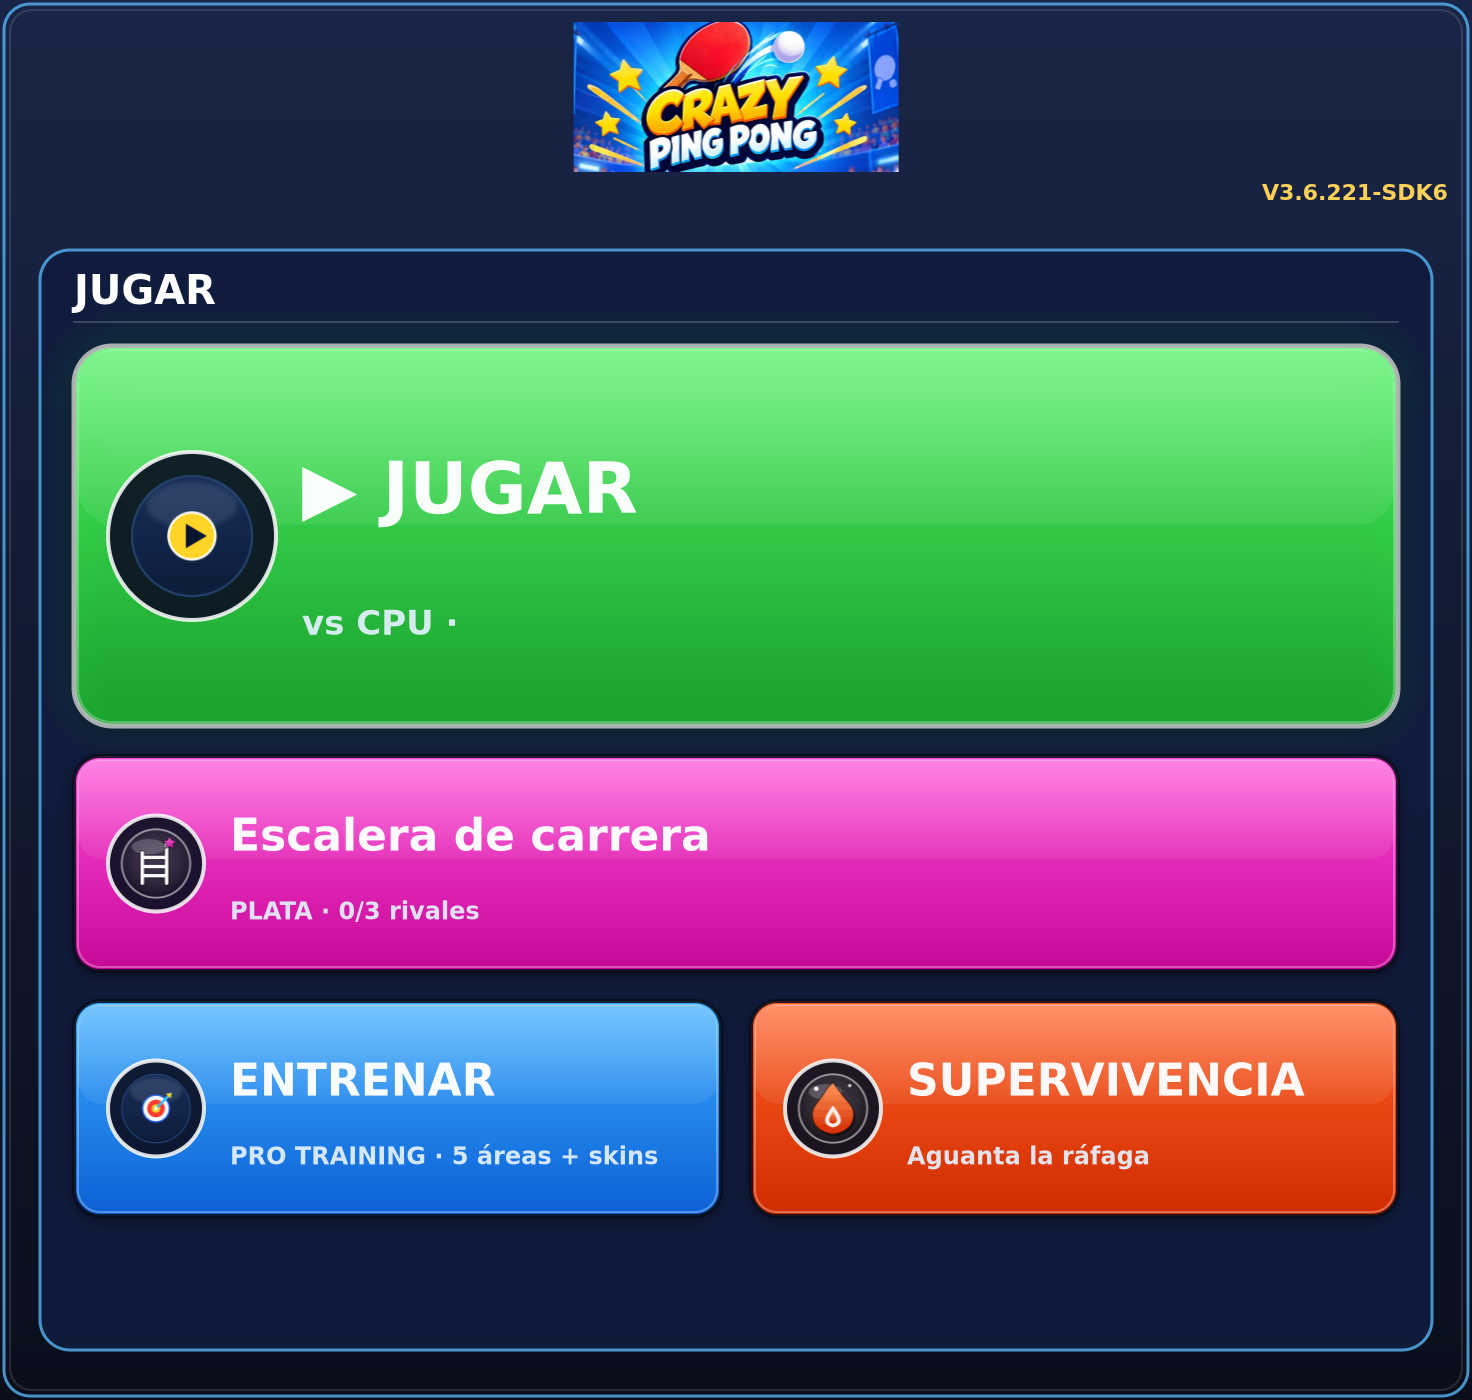 CRAZY
PING PONG
V3.6.221-SDK6
JUGAR
▶ JUGAR
vs CPU ·
Escalera de carrera
PLATA · 0/3 rivales
ENTRENAR
PRO TRAINING · 5 áreas + skins
SUPERVIVENCIA
Aguanta la ráfaga